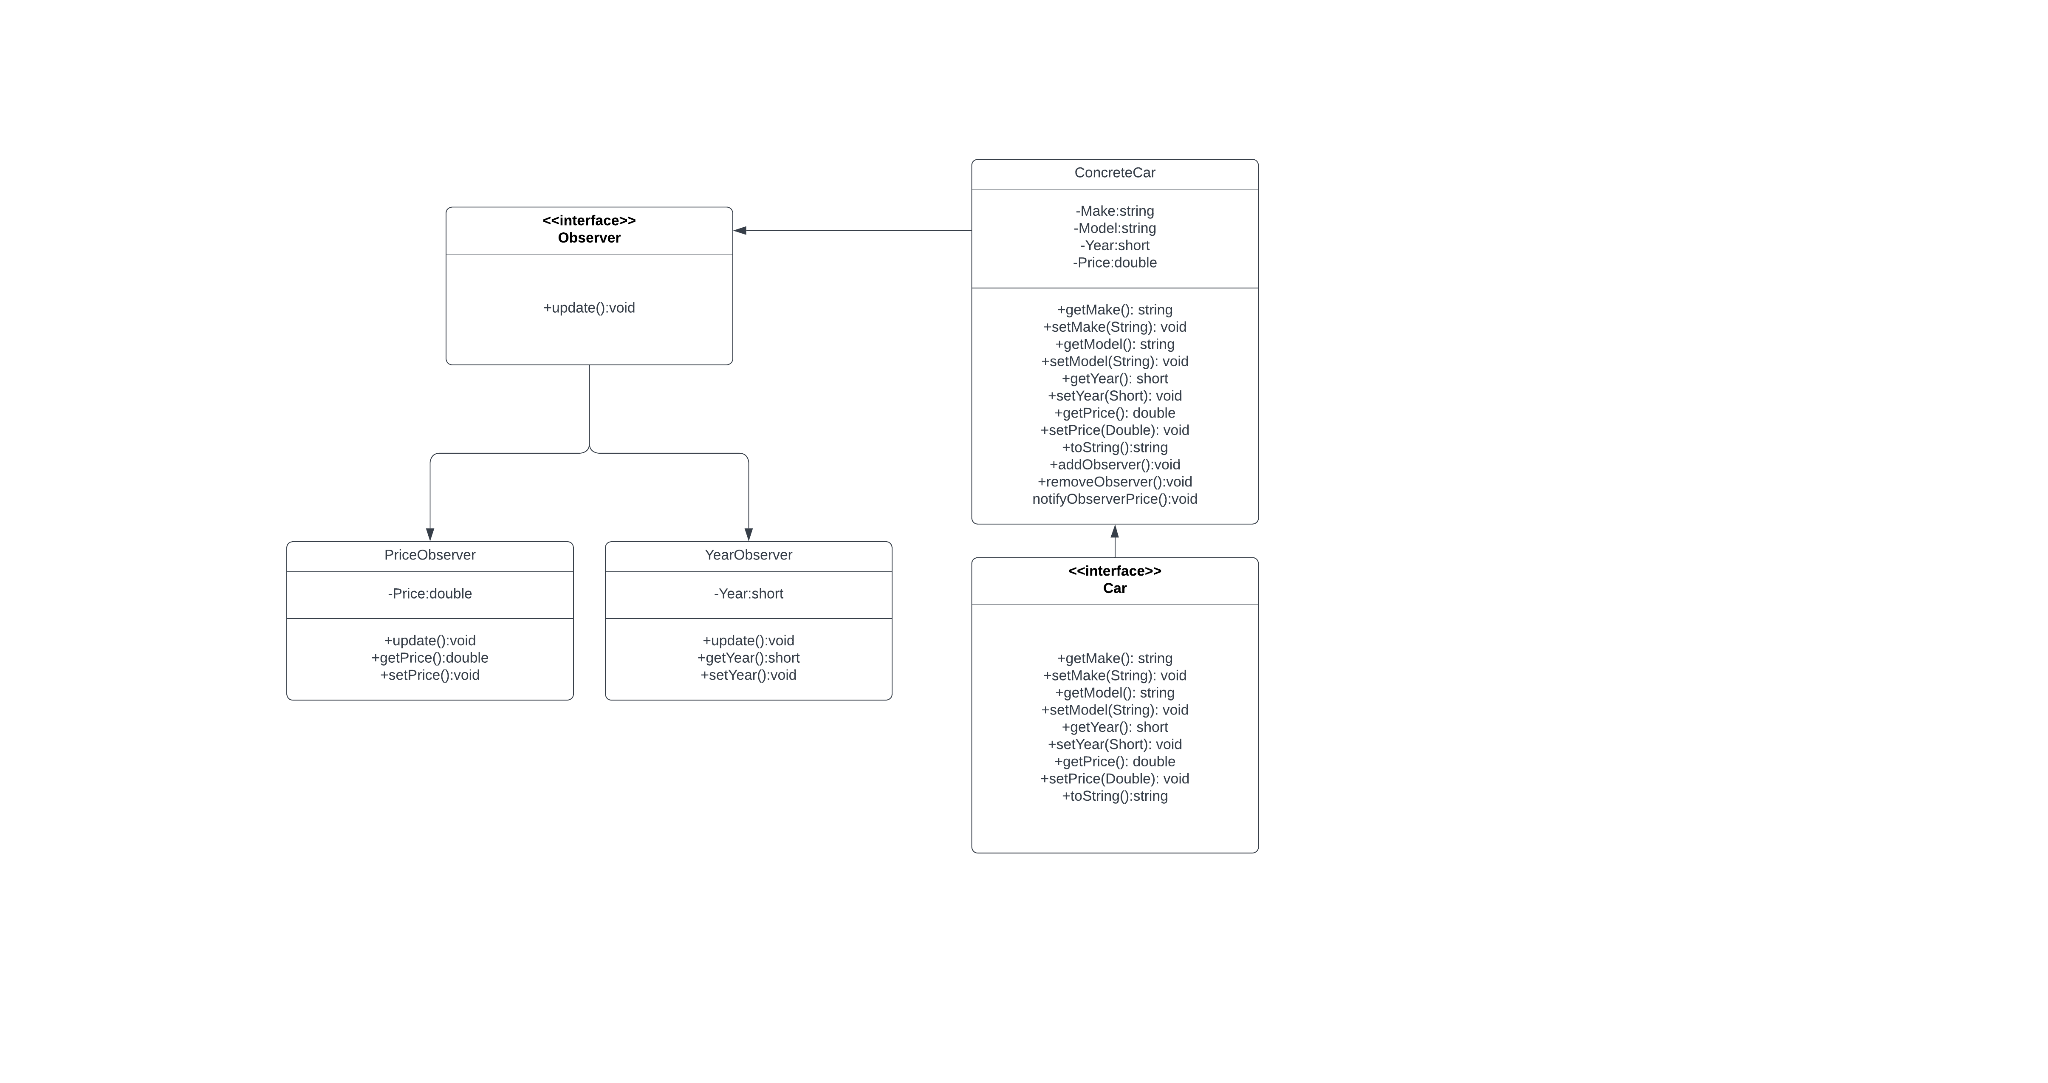 <<interface>>
Observer
+update():void
ConcreteCar
-Make:string
-Model:string
-Year:short
-Price:double
+getMake(): string
+setMake(String): void
+getModel(): string
+setModel(String): void
+getYear(): short
+setYear(Short): void
+getPrice(): double
+setPrice(Double): void
+toString():string
+addObserver():void
+removeObserver():void
notifyObserverPrice():void
PriceObserver
-Price:double
+update():void
+getPrice():double
+setPrice():void
YearObserver
-Year:short
+update():void
+getYear():short
+setYear():void
<<interface>>
Car
+getMake(): string
+setMake(String): void
+getModel(): string
+setModel(String): void
+getYear(): short
+setYear(Short): void
+getPrice(): double
+setPrice(Double): void
+toString():string